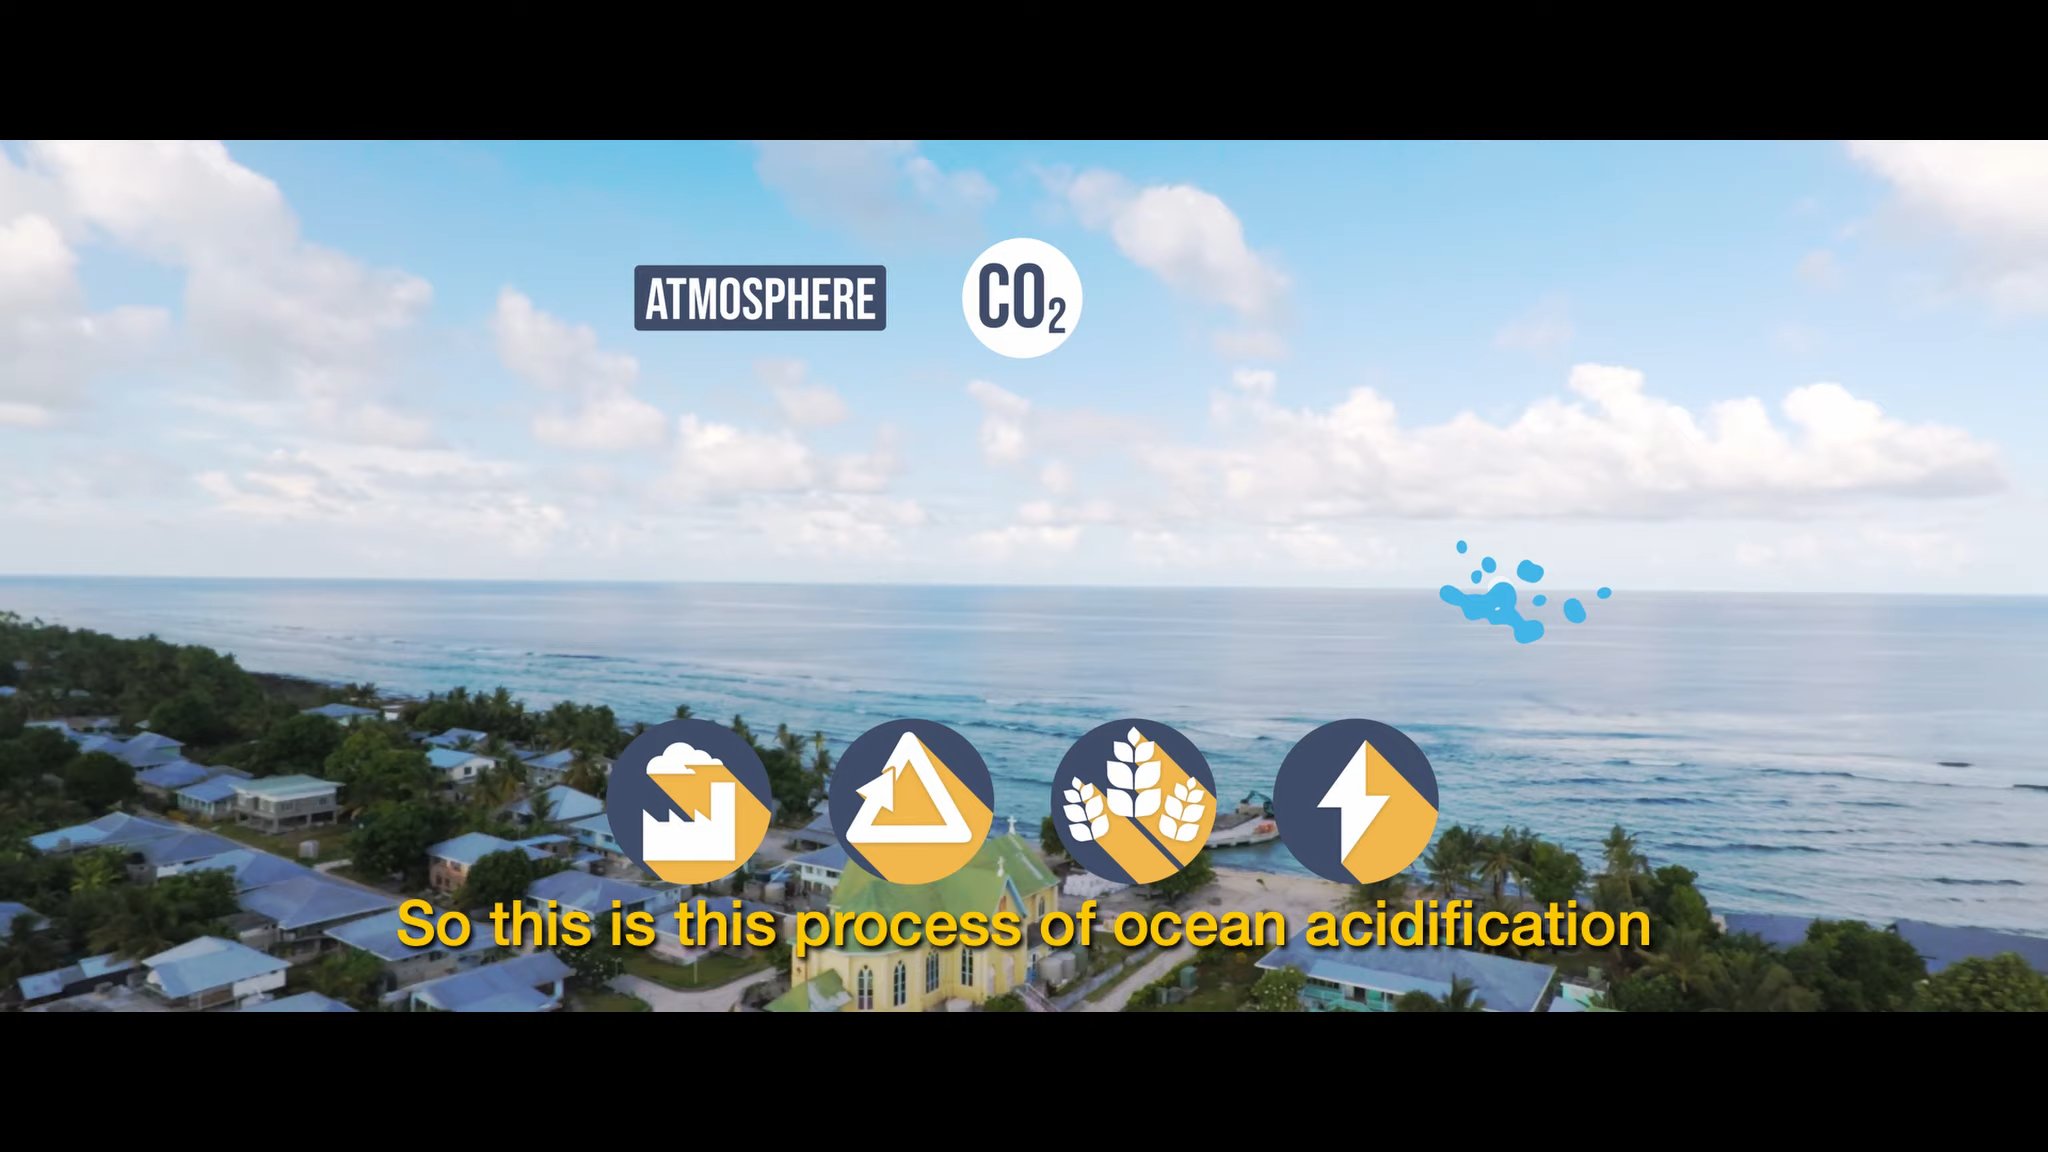 ATMOSPHERE CO₂
So this is this process of ocean acidification